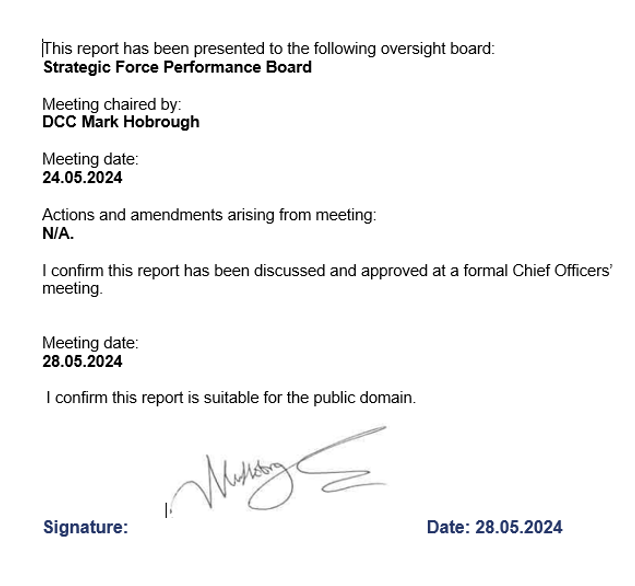 This report has been presented to the following oversight board:
Strategic Force Performance Board
Meeting chaired by:
DCC Mark Hobrough
Meeting date:
24.05.2024
Actions and amendments arising from meeting:
N/A.
I confirm this report has been discussed and approved at a formal Chief Officers’
meeting.
Meeting date:
28.05.2024
I confirm this report is suitable for the public domain.
Signature:
Date: 28.05.2024